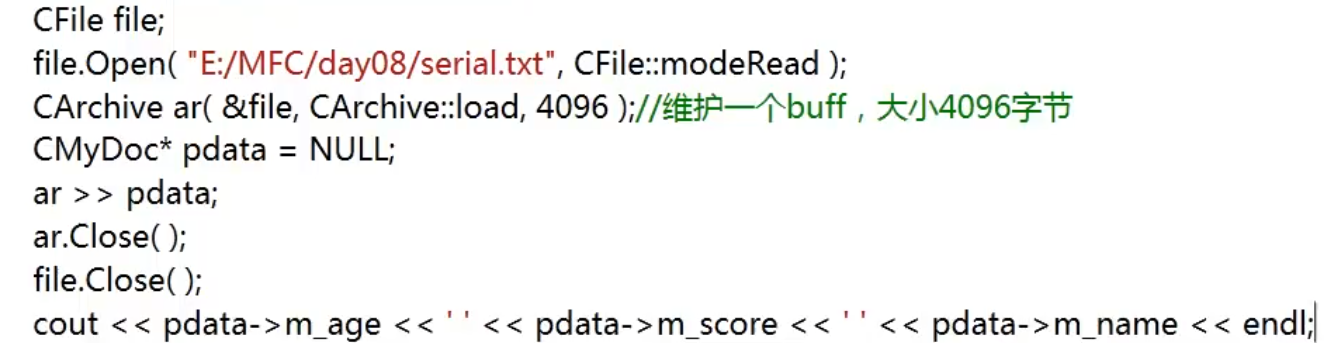 CFile file;
file.Open( "E:/MFC/day08/serial.txt", CFile::modeRead );
CArchive ar( &file, CArchive::load, 4096 );//维护一个buff，大小4096字节
CMyDoc* pdata = NULL;
ar >> pdata;
ar.Close( );
file.Close( );
cout << pdata->m_age << ' ' << pdata->m_score << ' ' << pdata->m_name << endl;